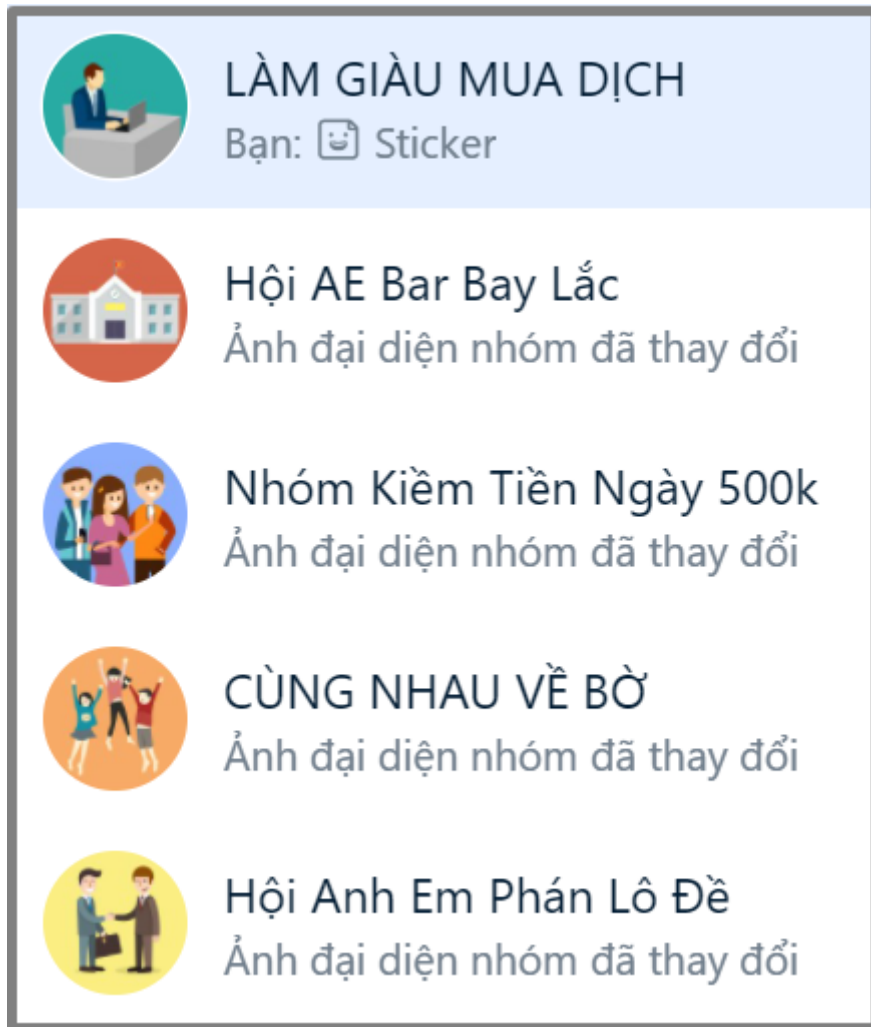 LÀM GIÀU MUA DỊCH
Bạn: Sticker
Hội AE Bar Bay Lắc
Ảnh đại diện nhóm đã thay đổi
Nhóm Kiềm Tiền Ngày 500k
Ảnh đại diện nhóm đã thay đổi
CÙNG NHAU VỀ BỜ
Ảnh đại diện nhóm đã thay đổi
Hội Anh Em Phán Lô Đề
Ảnh đại diện nhóm đã thay đổi